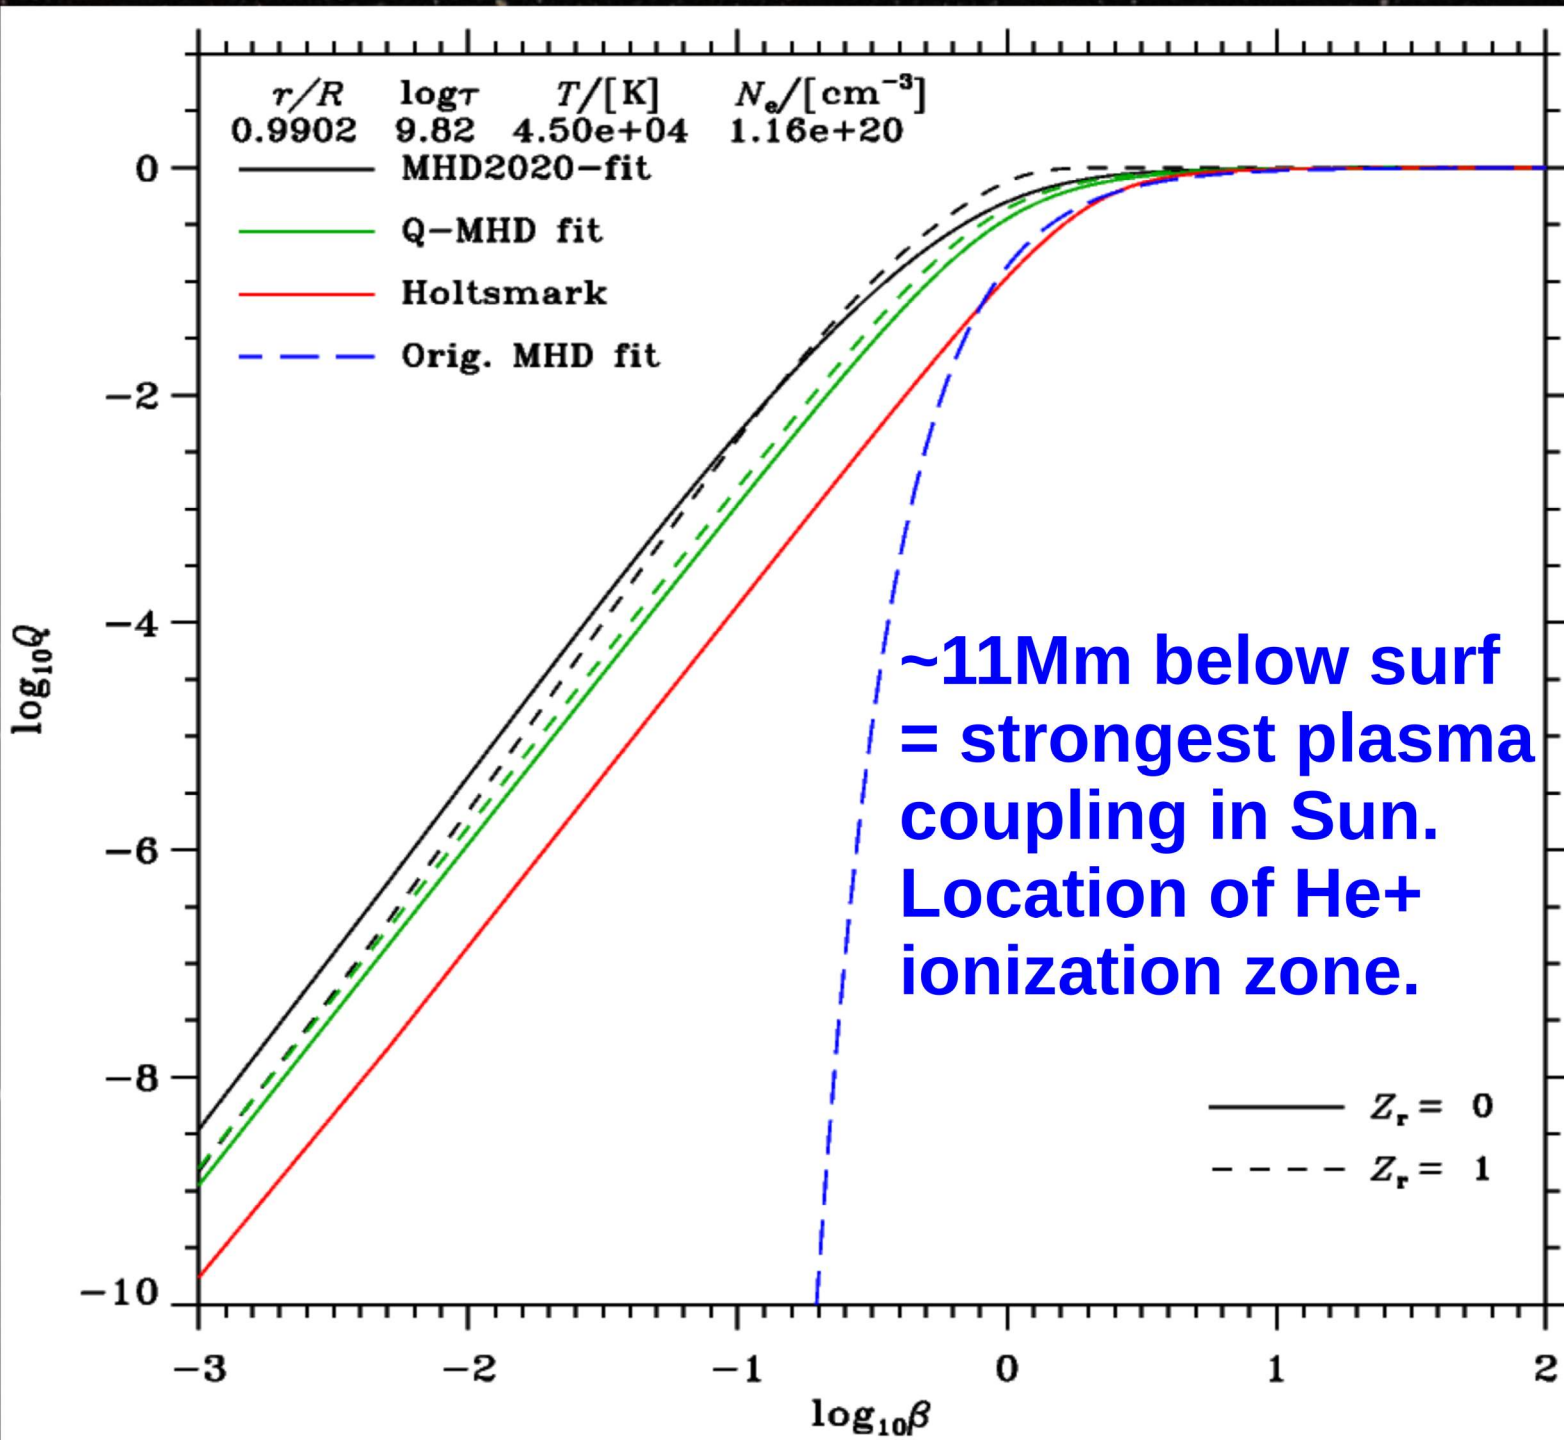 r/R logτ T/[K] Nₑ/[cm⁻³]
0.9902 9.82 4.50e+04 1.16e+20
MHD2020-fit
Q-MHD fit
Holtsmark
Orig. MHD fit
0
-2
-4
-6
-8
-10
log₁₀Q
~11Mm below surf
= strongest plasma
coupling in Sun.
Location of He+
ionization zone.
Zᵣ = 0
Zᵣ = 1
-3 -2 -1 0 1 2
log₁₀β